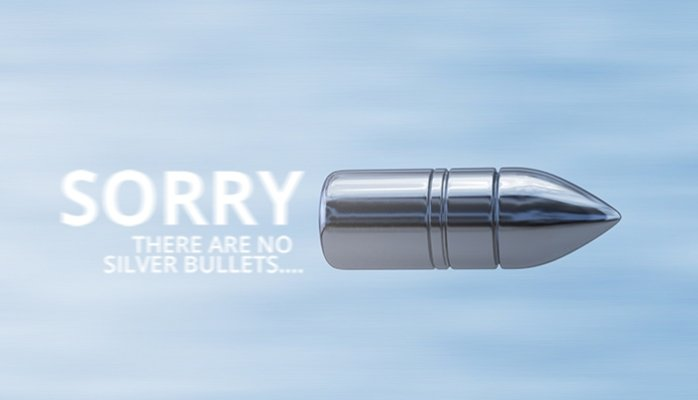 SORRY
THERE ARE NO
SILVER BULLETS....